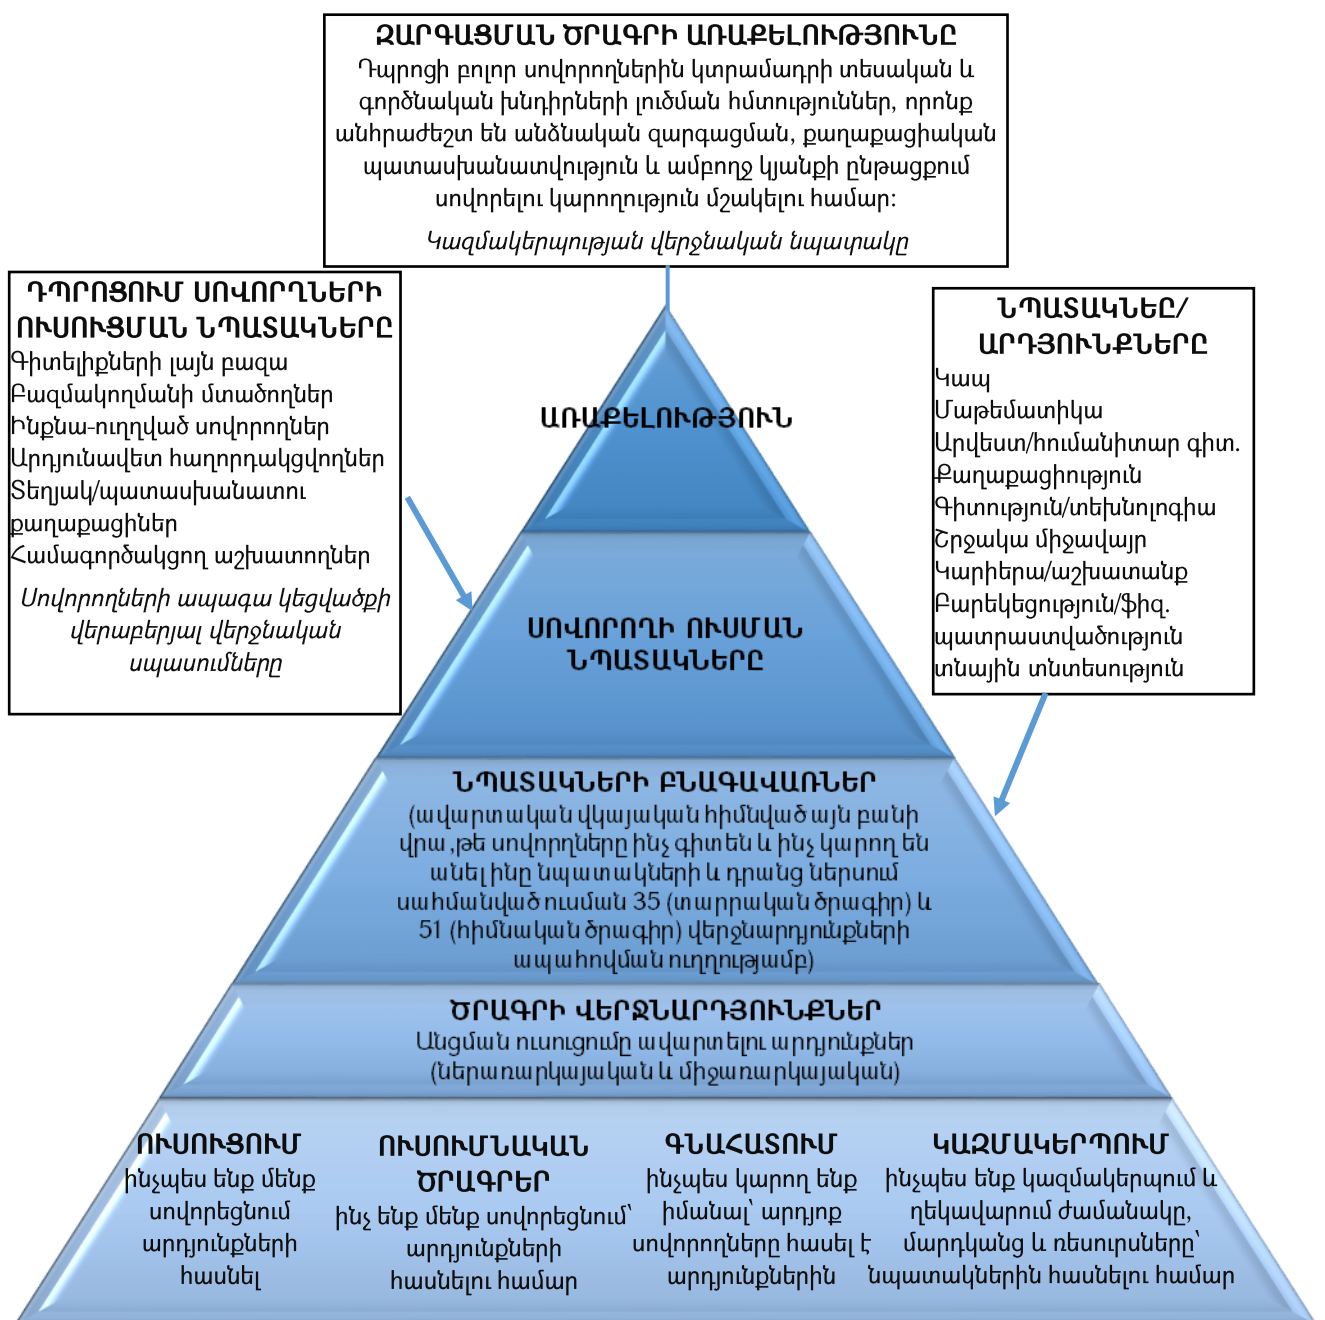 ԶԱՐԳԱՑՄԱՆ ԾՐԱԳՐԻ ԱՌԱՔԵԼՈՒԹՅՈՒՆԸ
Դպրոցի բոլոր սովորողներին կտրամադրի տեսական և
գործնական խնդիրների լուծման հմտություններ, որոնք
անհրաժեշտ են անձնական զարգացման, քաղաքացիական
պատասխանատվություն և ամբողջ կյանքի ընթացքում
սովորելու կարողություն մշակելու համար:
Կազմակերպության վերջնական նպատակը
ԴՊՐՈՑՈՒՄ ՍՈՎՈՐՂՆԵՐԻ
ՈՒՍՈՒՑՄԱՆ ՆՊԱՏԱԿՆԵՐԸ
Գիտելիքների լայն բազա
Բազմակողմանի մտածողներ
Ինքնա-ուղղված սովորողներ
Արդյունավետ հաղորդակցվողներ
Տեղյակ/պատասխանատու
քաղաքացիներ
Համագործակցող աշխատողներ
Սովորողների ապագա կեցվածքի
վերաբերյալ վերջնական
սպասումները
ՆՊԱՏԱԿՆԵԸ/
ԱՐԴՅՈՒՆՔՆԵՐԸ
Կապ
Մաթեմատիկա
Արվեստ/հումանիտար գիտ.
Քաղաքացիություն
Գիտություն/տեխնոլոգիա
Շրջակա միջավայր
Կարիերա/աշխատանք
Բարեկեցություն/ֆիզ.
պատրաստվածություն
տնային տնտեսություն
ԱՌԱՔԵԼՈՒԹՅՈՒՆ
ՍՈՎՈՐՈՂԻ ՈՒՍՄԱՆ
ՆՊԱՏԱԿՆԵՐԸ
ՆՊԱՏԱԿՆԵՐԻ ԲՆԱԳԱՎԱՌՆԵՐ
(ավարտական վկայական հիմնված այն բանի
վրա ,թե սովորղները ինչ գիտեն և ինչ կարող են
անել ինը նպատակների և դրանց ներսում
սահմանված ուսման 35 (տարրական ծրագիր) և
51 (հիմնական ծրագիր) վերջնարդյունքների
ապահովման ուղղությամբ)
ԾՐԱԳՐԻ ՎԵՐՋՆԱՐԴՅՈՒՆՔՆԵՐ
Անցման ուսուցումը ավարտելու արդյունքներ
(ներառարկայական և միջառարկայական)
ՈՒՍՈՒՑՈՒՄ
ինչպես ենք մենք
սովորեցնում
արդյունքների
հասնել
ՈՒՍՈՒՄՆԱԿԱՆ
ԾՐԱԳՐԵՐ
ինչ ենք մենք սովորեցնում՝
արդյունքների
հասնելու համար
ԳՆԱՀԱՏՈՒՄ
ինչպես կարող ենք
իմանալ՝ արդյոք
սովորողները հասել է
արդյունքներին
ԿԱԶՄԱԿԵՐՊՈՒՄ
ինչպես ենք կազմակերպում և
ղեկավարում ժամանակը,
մարդկանց և ռեսուրսները՝
նպատակներին հասնելու համար